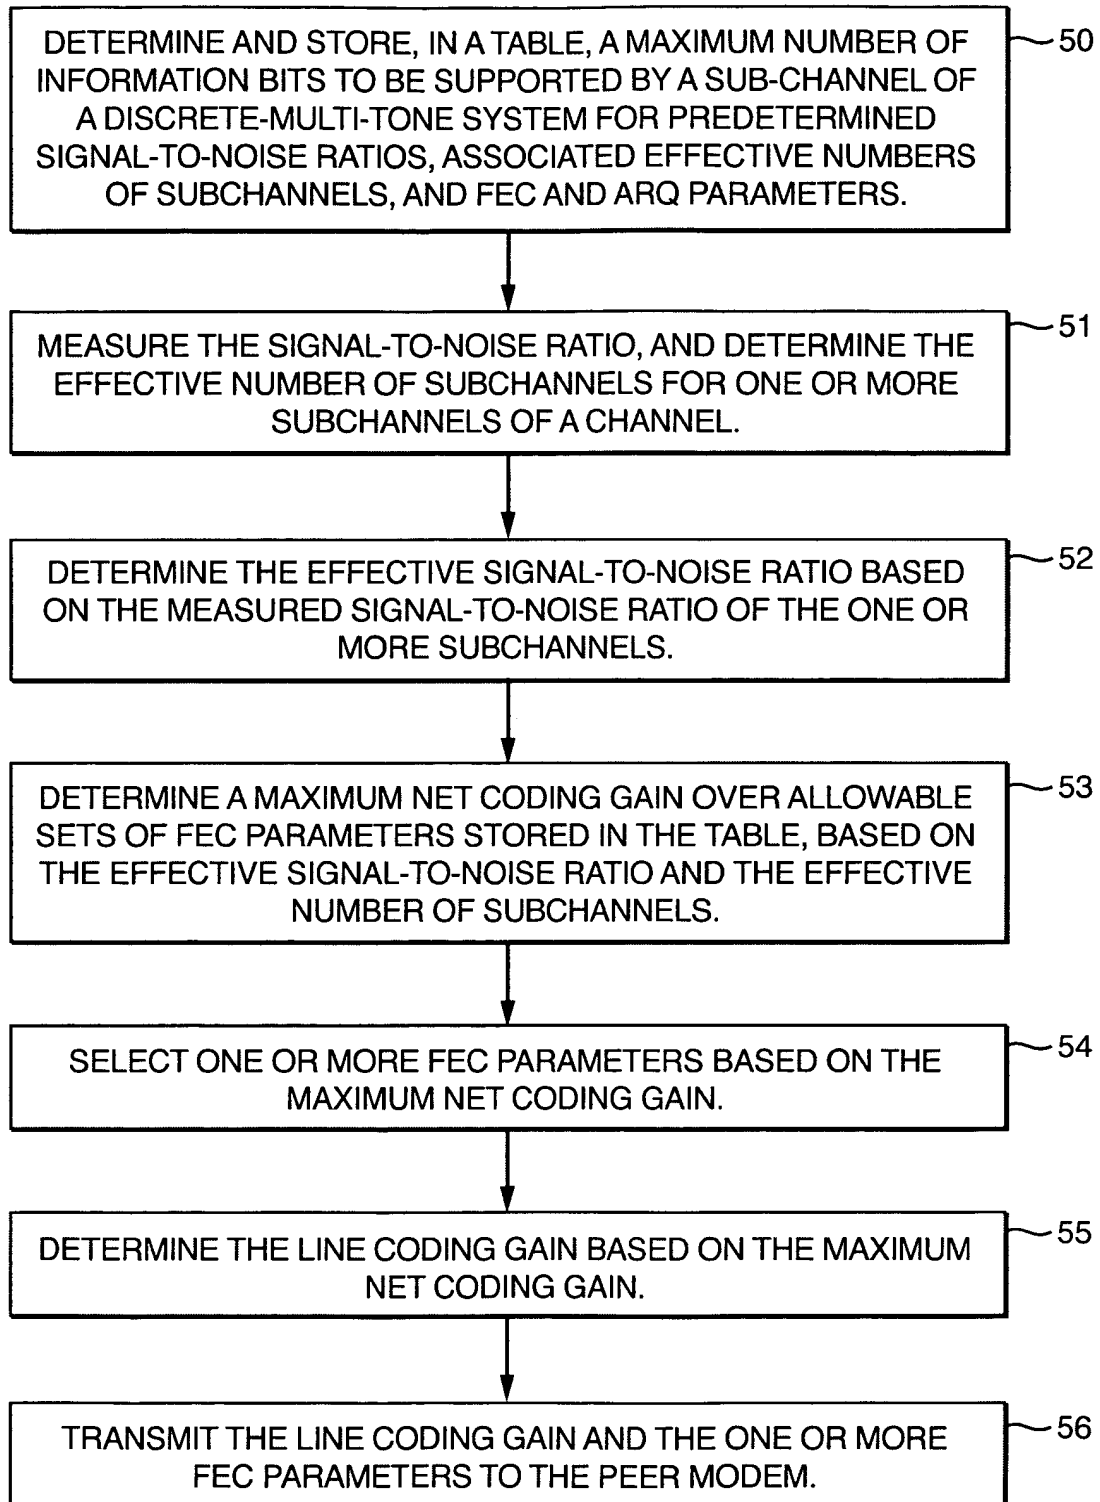 DETERMINE AND STORE, IN A TABLE, A MAXIMUM NUMBER OF
INFORMATION BITS TO BE SUPPORTED BY A SUB-CHANNEL OF
A DISCRETE-MULTI-TONE SYSTEM FOR PREDETERMINED
SIGNAL-TO-NOISE RATIOS, ASSOCIATED EFFECTIVE NUMBERS
OF SUBCHANNELS, AND FEC AND ARQ PARAMETERS.
50
MEASURE THE SIGNAL-TO-NOISE RATIO, AND DETERMINE THE
EFFECTIVE NUMBER OF SUBCHANNELS FOR ONE OR MORE
SUBCHANNELS OF A CHANNEL.
51
DETERMINE THE EFFECTIVE SIGNAL-TO-NOISE RATIO BASED
ON THE MEASURED SIGNAL-TO-NOISE RATIO OF THE ONE OR
MORE SUBCHANNELS.
52
DETERMINE A MAXIMUM NET CODING GAIN OVER ALLOWABLE
SETS OF FEC PARAMETERS STORED IN THE TABLE, BASED ON
THE EFFECTIVE SIGNAL-TO-NOISE RATIO AND THE EFFECTIVE
NUMBER OF SUBCHANNELS.
53
SELECT ONE OR MORE FEC PARAMETERS BASED ON THE
MAXIMUM NET CODING GAIN.
54
DETERMINE THE LINE CODING GAIN BASED ON THE MAXIMUM
NET CODING GAIN.
55
TRANSMIT THE LINE CODING GAIN AND THE ONE OR MORE
FEC PARAMETERS TO THE PEER MODEM.
56